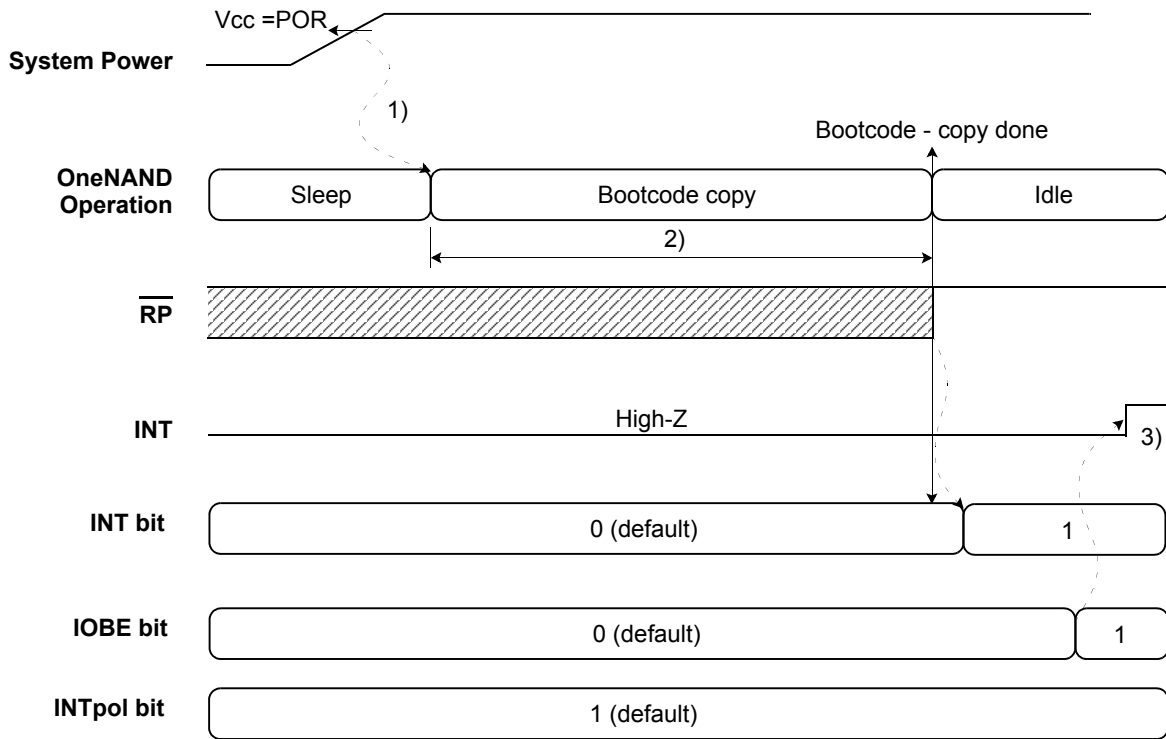 Vcc =POR
System Power
1)
Bootcode - copy done
OneNAND
Operation
Sleep
Bootcode copy
Idle
2)
RP
INT
High-Z
3)
INT bit
0 (default)
1
IOBE bit
0 (default)
1
INTpol bit
1 (default)